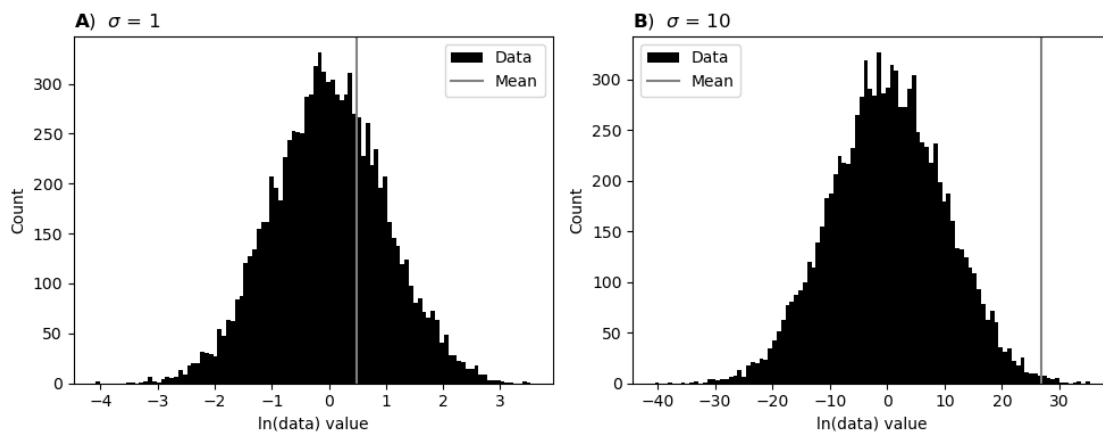 A) σ = 1
Data
Mean
Count
300
250
200
150
100
50
0
−4 −3 −2 −1 0 1 2 3
ln(data) value
B) σ = 10
Data
Mean
Count
300
250
200
150
100
50
0
−40 −30 −20 −10 0 10 20 30
ln(data) value